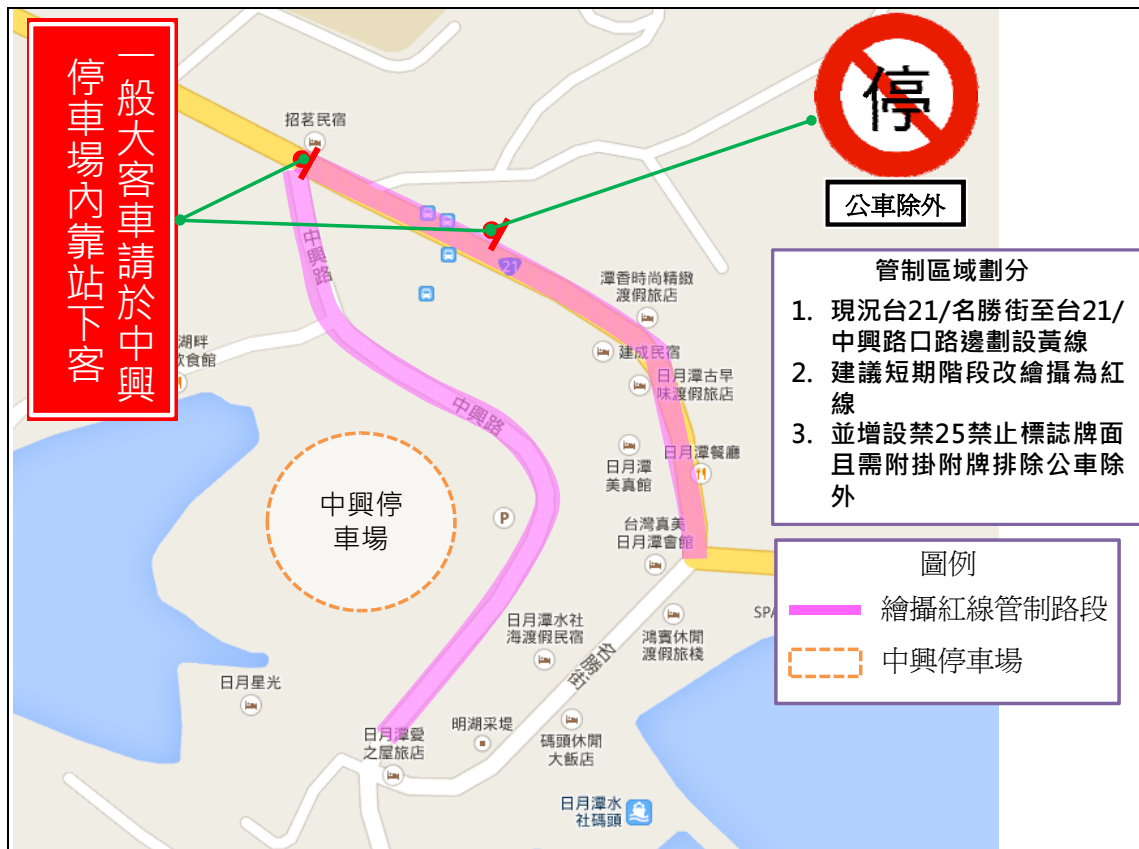 一般大客車請於中興
停車場內靠站下客
停
公車除外
管制區域劃分
1. 現況台21/名勝街至台21/
中興路口路邊劃設黃線
2. 建議短期階段改繪攝為紅
線
3. 並增設禁25禁止標誌牌面
且需附掛附牌排除公車除
外
圖例
繪攝紅線管制路段
中興停車場
招茗民宿
中興路
21
潭香時尚精緻
渡假旅店
建成民宿
日月潭古早
味渡假旅店
湖畔
飲食館
中興路
日月潭
美真館
日月潭餐廳
中興停
車場
P
台灣真美
日月潭會館
日月潭水社
海渡假民宿
鴻賓休閒
渡假旅棧
SPA
名勝街
日月星光
明湖采堤
日月潭愛
之屋旅店
碼頭休閒
大飯店
日月潭水
社碼頭